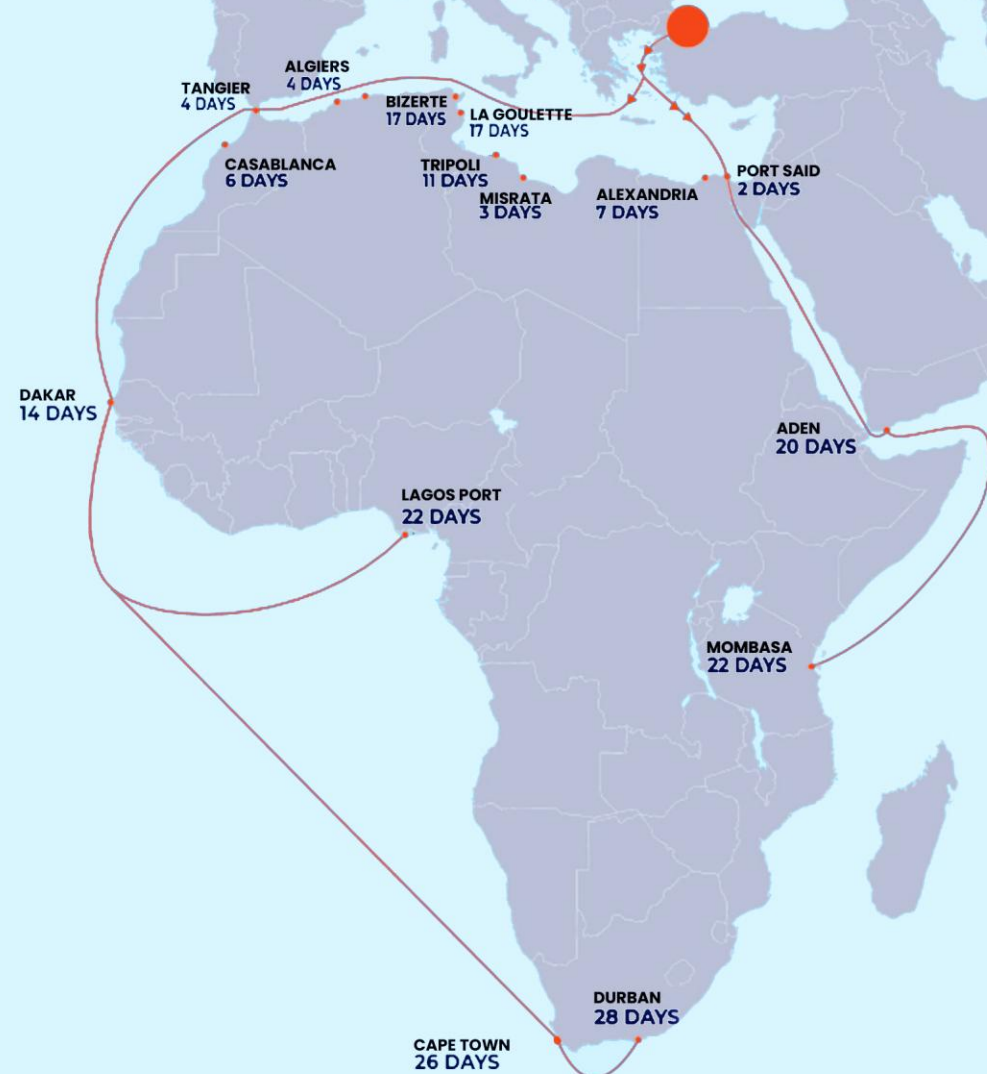 ALGIERS
4 DAYS
TANGIER
4 DAYS
BIZERTE
17 DAYS
LA GOULETTE
17 DAYS
CASABLANCA
6 DAYS
TRIPOLI
11 DAYS
MISRATA
3 DAYS
ALEXANDRIA
7 DAYS
PORT SAID
2 DAYS
DAKAR
14 DAYS
ADEN
20 DAYS
LAGOS PORT
22 DAYS
MOMBASA
22 DAYS
DURBAN
28 DAYS
CAPE TOWN
26 DAYS